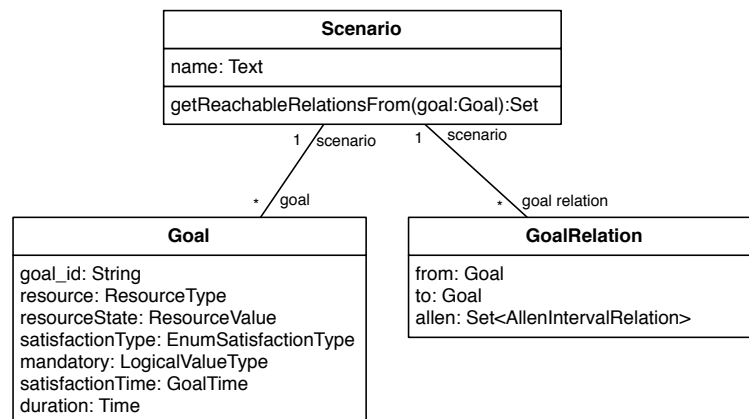 Scenario
name: Text
getReachableRelationsFrom(goal:Goal):Set
1 scenario
1 scenario
* goal
* goal relation
Goal
goal_id: String
resource: ResourceType
resourceState: ResourceValue
satisfactionType: EnumSatisfactionType
mandatory: LogicalValueType
satisfactionTime: GoalTime
duration: Time
GoalRelation
from: Goal
to: Goal
allen: Set<AllenIntervalRelation>